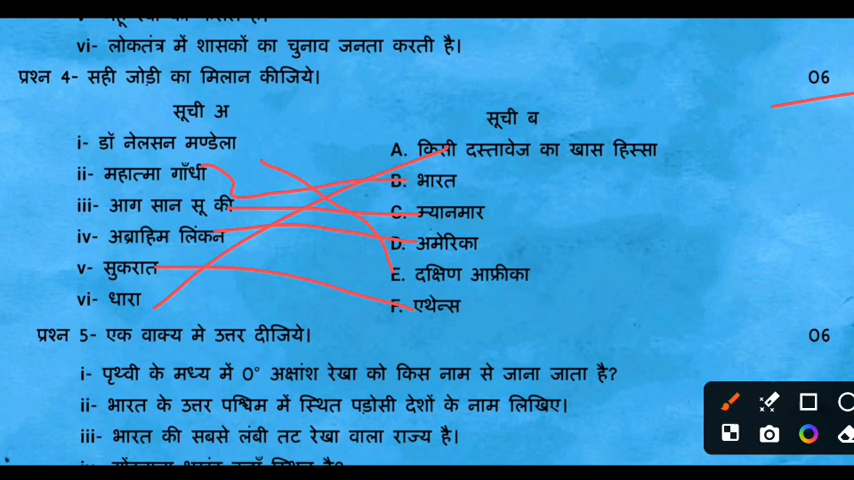 vi- लोकतंत्र में शासकों का चुनाव जनता करती है।
प्रश्न 4- सही जोड़ी का मिलान कीजिये। 06
सूची अ
i- डॉ नेलसन मण्डेला
ii- महात्मा गाँधी
iii- आग सान सू की
iv- अब्राहिम लिंकन
v- सुकरात
vi- धारा
सूची ब
A. किसी दस्तावेज का खास हिस्सा
B. भारत
C. म्यानमार
D. अमेरिका
E. दक्षिण आफ्रीका
F. एथेन्स
प्रश्न 5- एक वाक्य मे उत्तर दीजिये। 06
i- पृथ्वी के मध्य में 0° अक्षांश रेखा को किस नाम से जाना जाता है?
ii- भारत के उत्तर पश्चिम में स्थित पड़ोसी देशों के नाम लिखिए।
iii- भारत की सबसे लंबी तट रेखा वाला राज्य है।